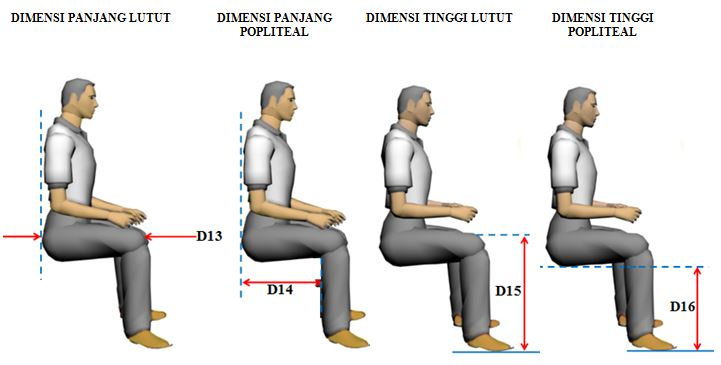 DIMENSI PANJANG LUTUT
DIMENSI PANJANG
POPLITEAL
DIMENSI TINGGI LUTUT
DIMENSI TINGGI
POPLITEAL
D13
D14
D15
D16